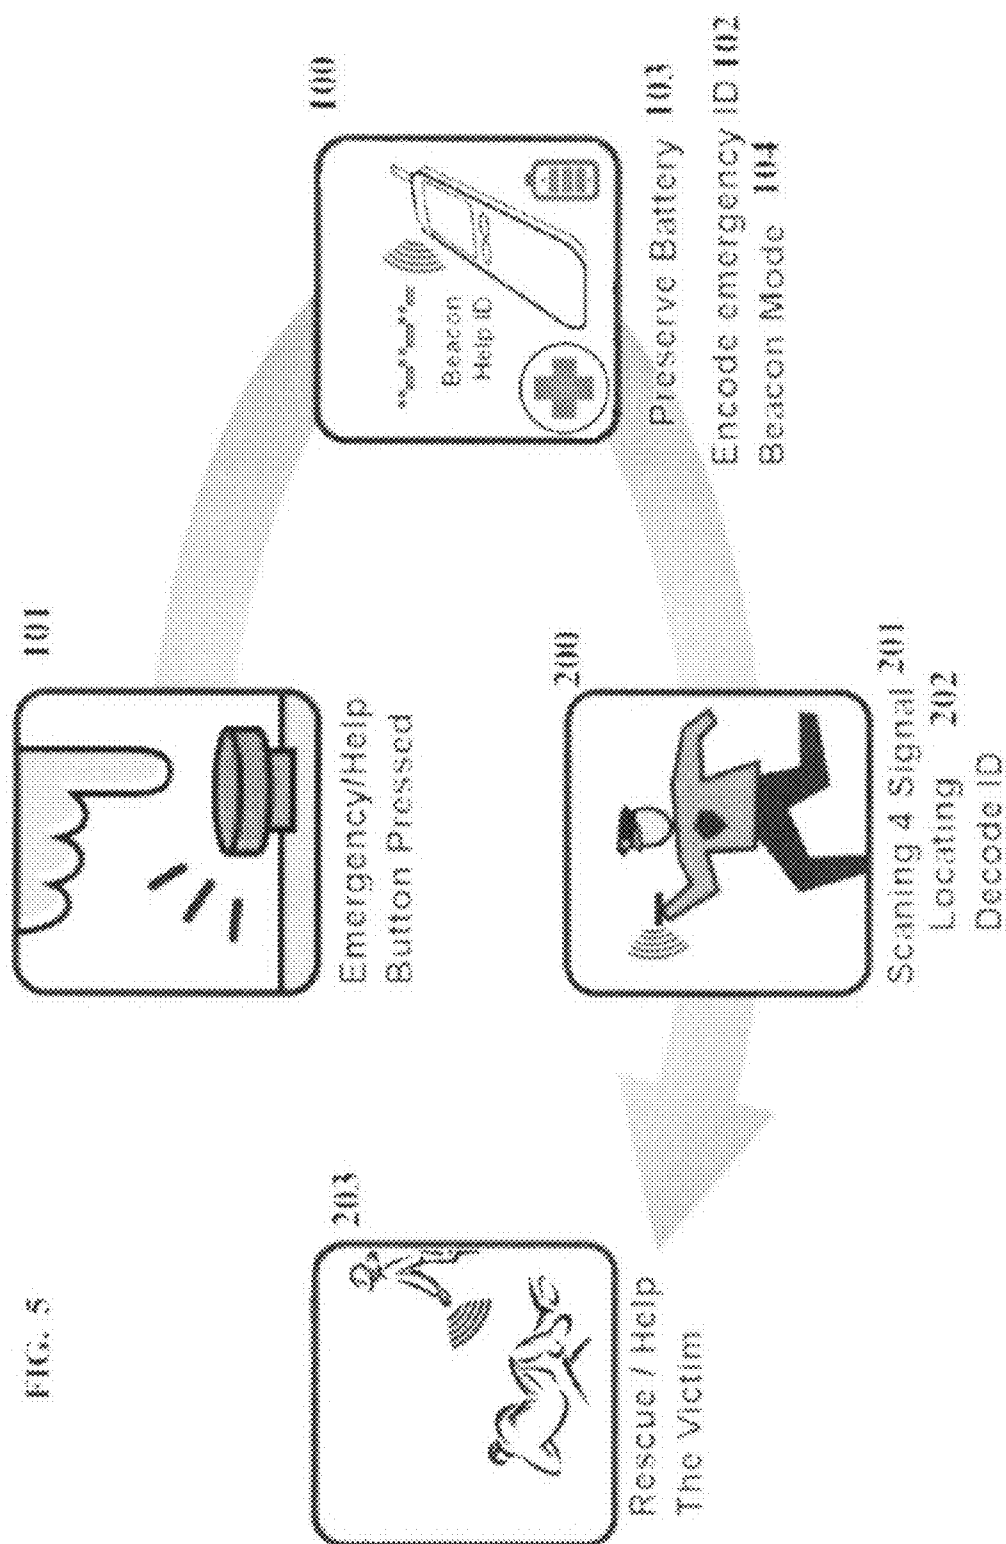 FIG. 5
101
Emergency/Help
Button Pressed
100
Beacon
Help ID
Preserve Battery 103
Encode emergency ID 102
Beacon Mode 104
200
Scaning 4 Signal 201
Locating 202
Decode ID
203
Rescue / Help
The Victim